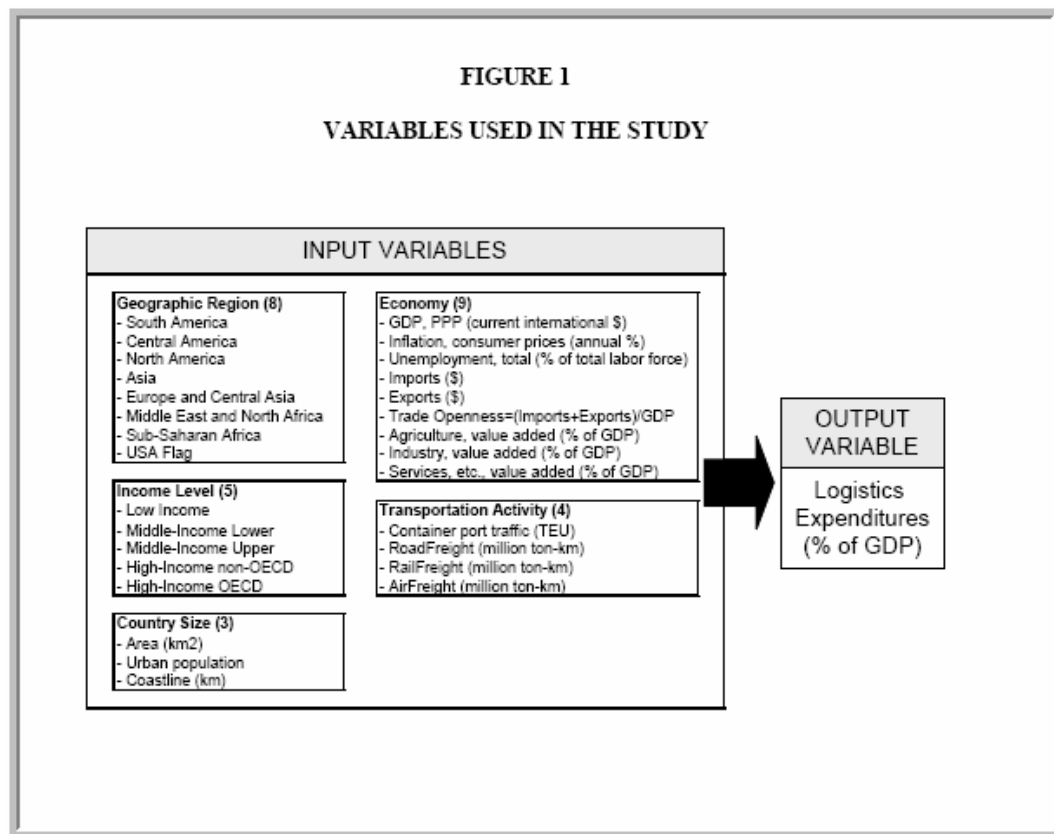 FIGURE 1
VARIABLES USED IN THE STUDY
INPUT VARIABLES
Geographic Region (8)
- South America
- Central America
- North America
- Asia
- Europe and Central Asia
- Middle East and North Africa
- Sub-Saharan Africa
- USA Flag
Income Level (5)
- Low Income
- Middle-Income Lower
- Middle-Income Upper
- High-Income non-OECD
- High-Income OECD
Country Size (3)
- Area (km2)
- Urban population
- Coastline (km)
Economy (9)
- GDP, PPP (current international $)
- Inflation, consumer prices (annual %)
- Unemployment, total (% of total labor force)
- Imports ($)
- Exports ($)
- Trade Openness=(Imports+Exports)/GDP
- Agriculture, value added (% of GDP)
- Industry, value added (% of GDP)
- Services, etc., value added (% of GDP)
Transportation Activity (4)
- Container port traffic (TEU)
- RoadFreight (million ton-km)
- RailFreight (million ton-km)
- AirFreight (million ton-km)
OUTPUT
VARIABLE
Logistics
Expenditures
(% of GDP)